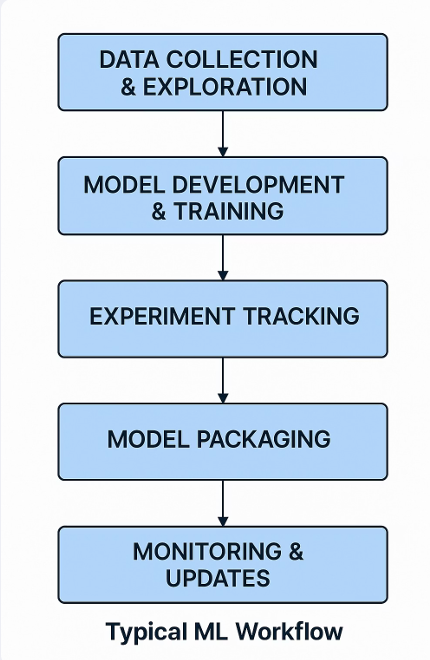 DATA COLLECTION
& EXPLORATION
MODEL DEVELOPMENT
& TRAINING
EXPERIMENT TRACKING
MODEL PACKAGING
MONITORING &
UPDATES
Typical ML Workflow